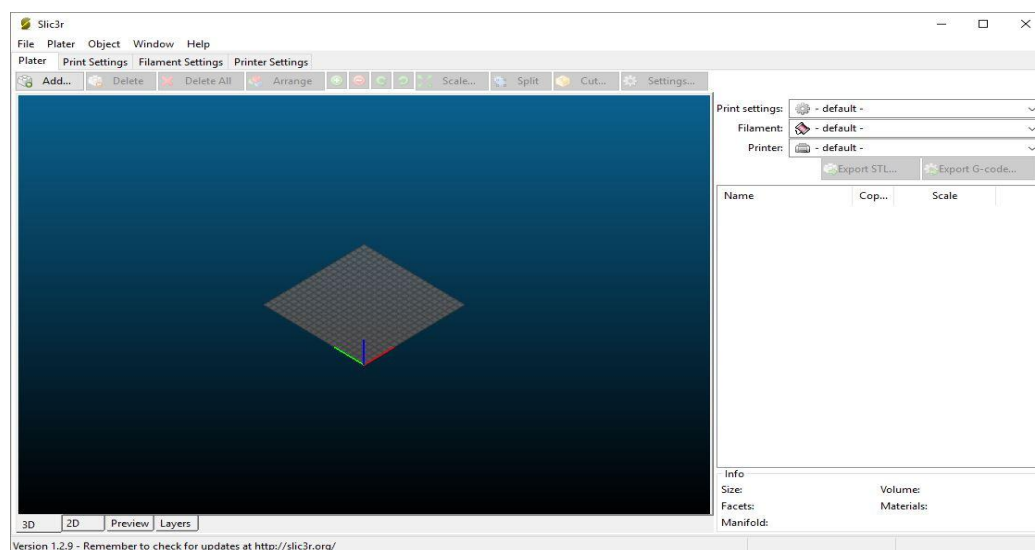 Slic3r
File Plater Object Window Help
Plater Print Settings Filament Settings Printer Settings
Add... Delete Delete All Arrange Scale... Split Cut... Settings...
Print settings: - default -
Filament: - default -
Printer: - default -
Export STL... Export G-code...
Name Cop... Scale
Info
Size: Volume:
Facets: Materials:
Manifold:
3D 2D Preview Layers
Version 1.2.9 - Remember to check for updates at http://slic3r.org/